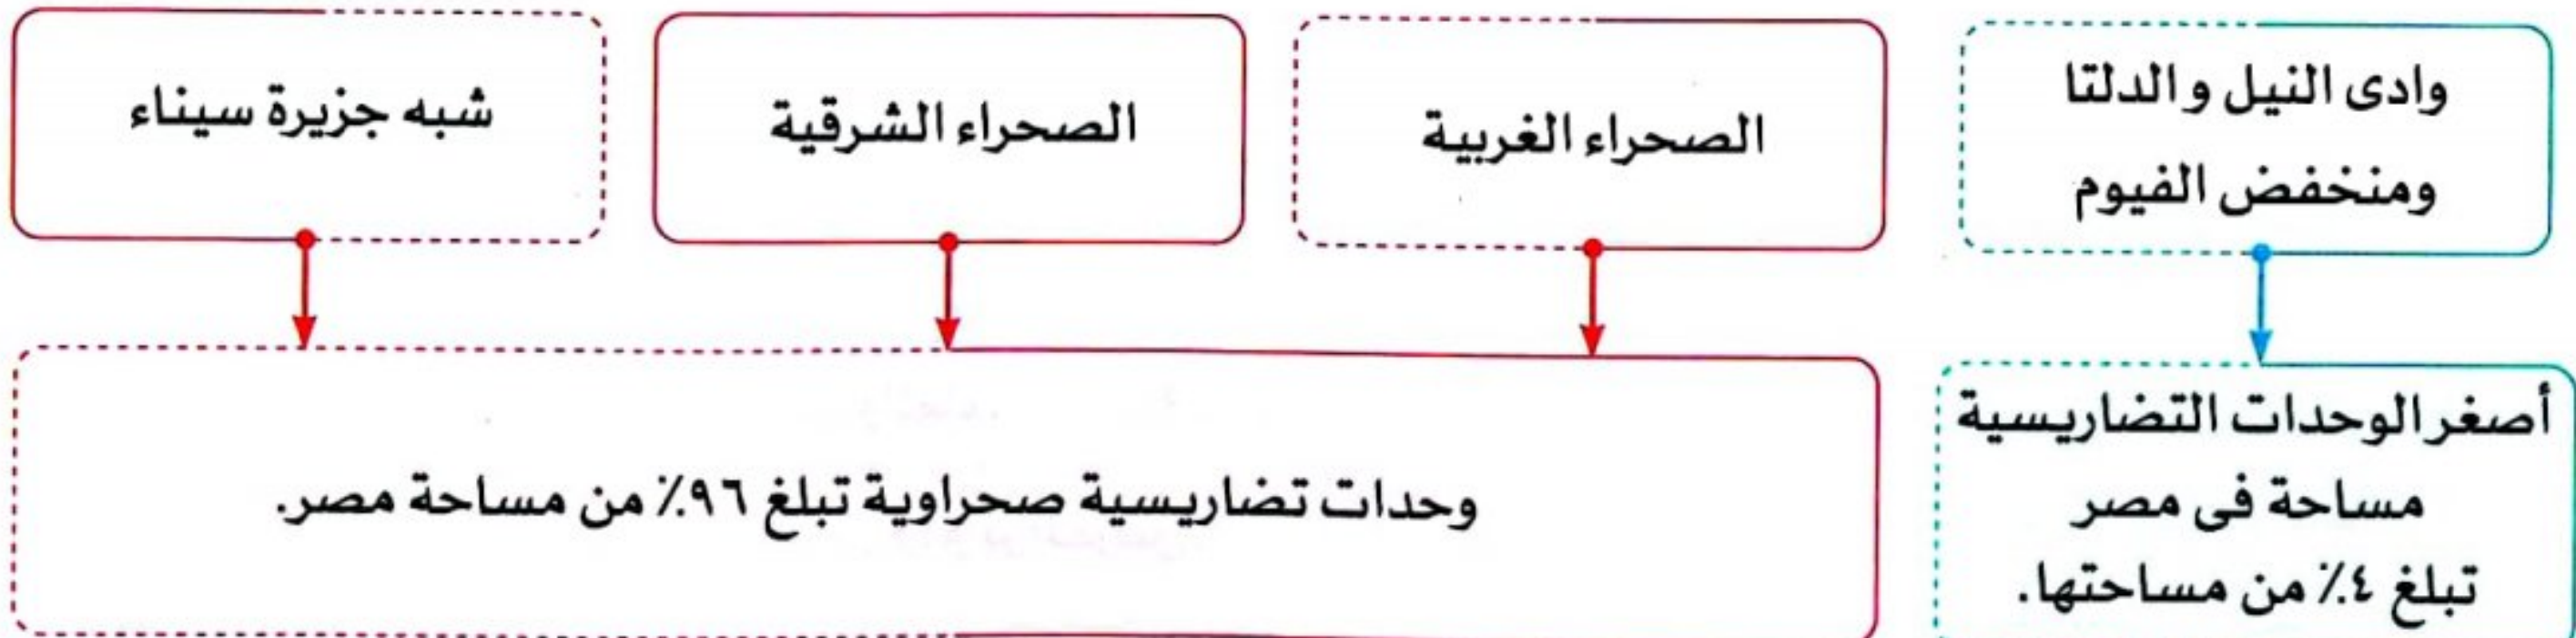 وادى النيل والدلتا
ومنخفض الفيوم
الصحراء الغربية
الصحراء الشرقية
شبه جزيرة سيناء
أصغر الوحدات التضاريسية
مساحة فى مصر
تبلغ ٤٪ من مساحتها.
وحدات تضاريسية صحراوية تبلغ ٩٦٪ من مساحة مصر.